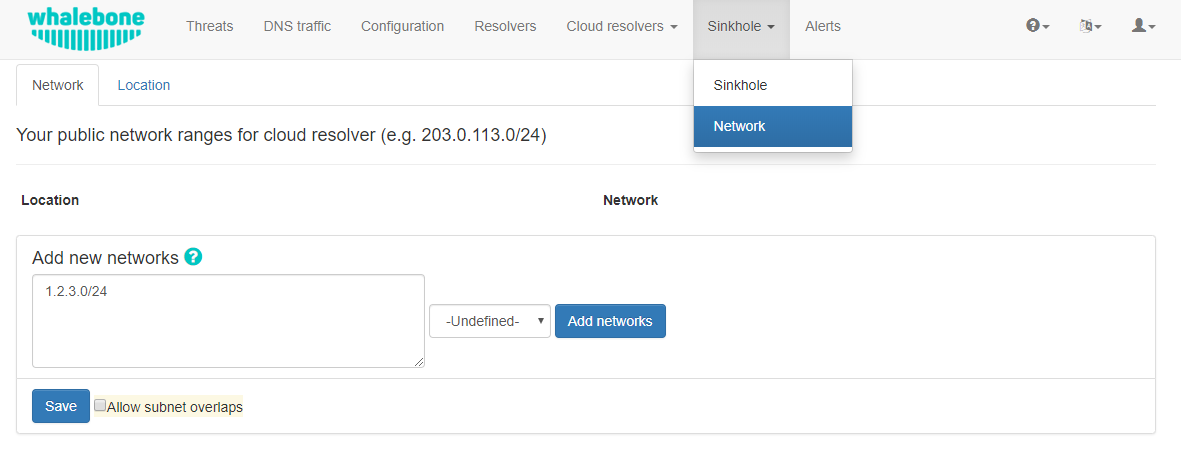 whalebone Threats DNS traffic Configuration Resolvers Cloud resolvers Sinkhole Alerts
Network Location
Sinkhole
Network
Your public network ranges for cloud resolver (e.g. 203.0.113.0/24)
Location Network
Add new networks ?
1.2.3.0/24
-Undefined- Add networks
Save Allow subnet overlaps